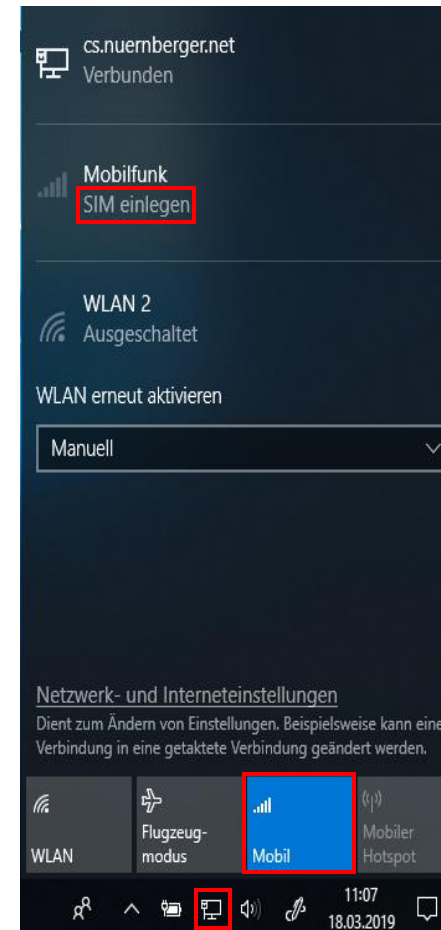 cs.nuernberger.net
Verbunden
Mobilfunk
SIM einlegen
WLAN 2
Ausgeschaltet
WLAN erneut aktivieren
Manuell
Netzwerk- und Interneteinstellungen
Dient zum Ändern von Einstellungen. Beispielsweise kann eine
Verbindung in eine getaktete Verbindung geändert werden.
WLAN
Flugzeug-
modus
Mobil
Mobiler
Hotspot
11:07
18.03.2019